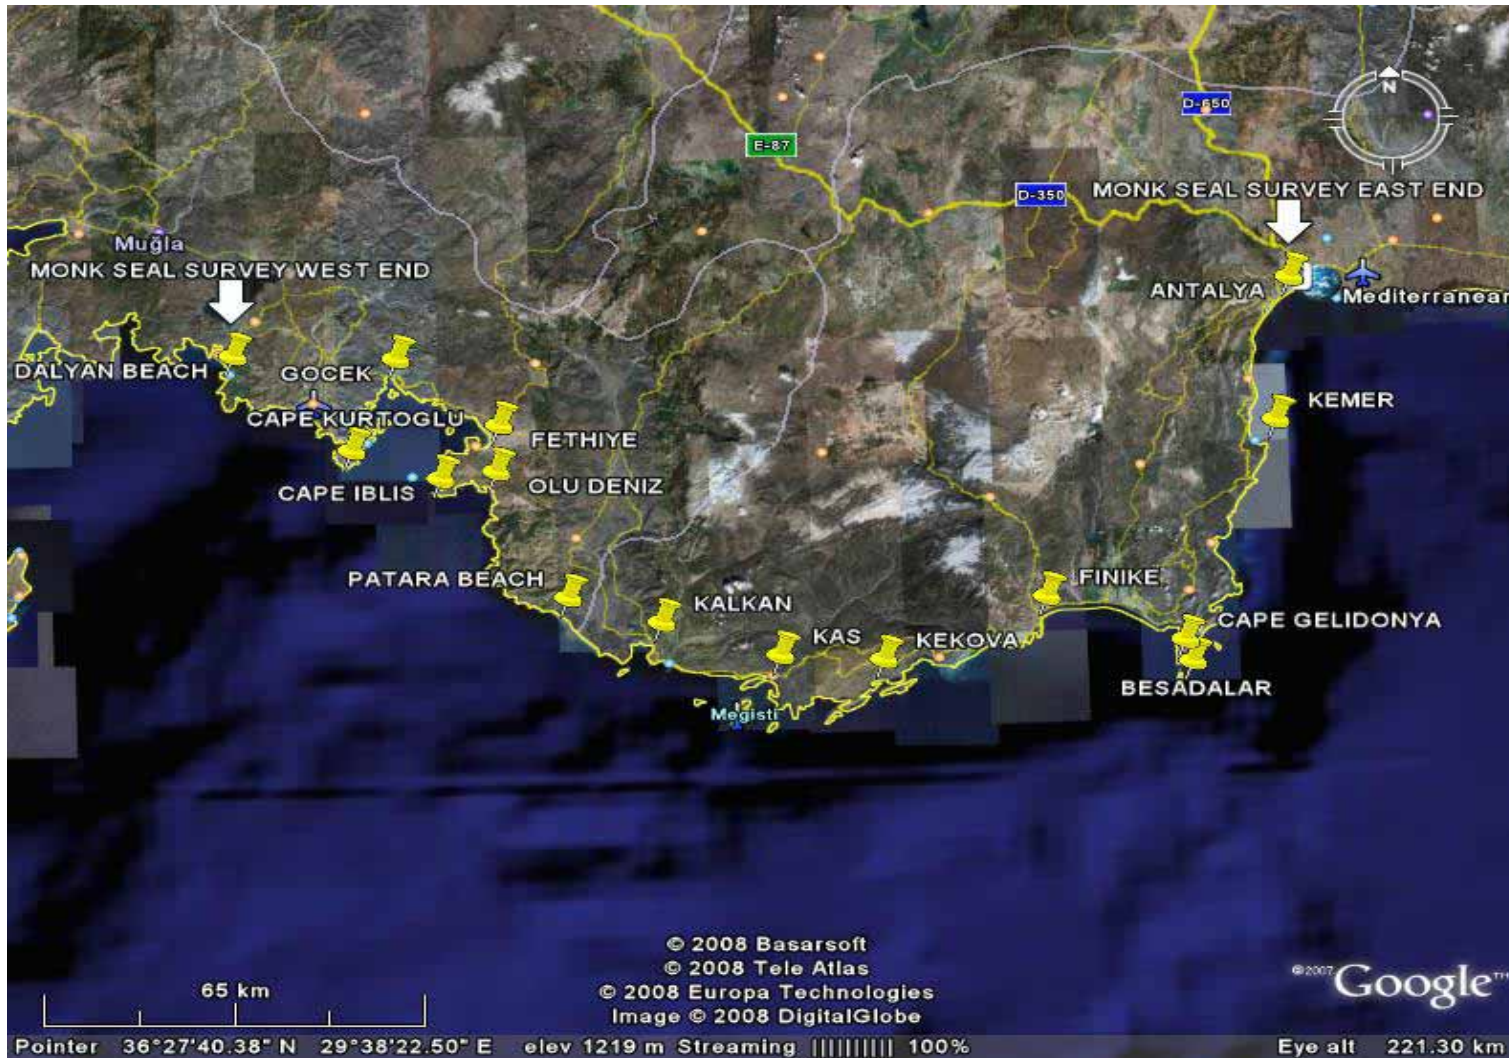 N
D-650
E-87
D-350
MONK SEAL SURVEY EAST END
Muğla
MONK SEAL SURVEY WEST END
ANTALYA
Mediterranean
DALYAN BEACH
GOCEK
KEMER
CAPE KURTOGLU
FETHIYE
CAPE IBLIS
OLU DENIZ
PATARA BEACH
FINIKE
KALKAN
CAPE GELIDONYA
KAS
KEKOVA
BESADALAR
Megisti
© 2008 Basarsoft
© 2008 Tele Atlas
© 2008 Europa Technologies
Image © 2008 DigitalGlobe
©2007 Google™
65 km
Pointer 36°27'40.38" N 29°38'22.50" E elev 1219 m Streaming |||||||||| 100% Eye alt 221.30 km